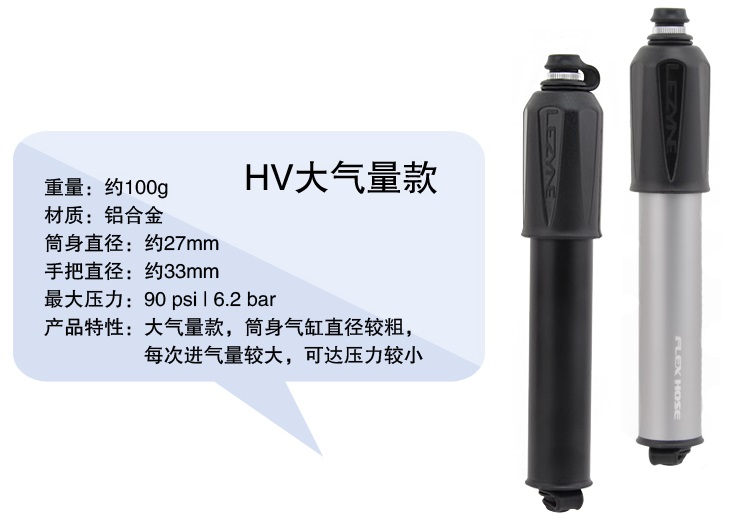 HV大气量款
重量：约100g
材质：铝合金
筒身直径：约27mm
手把直径：约33mm
最大压力：90 psi | 6.2 bar
产品特性：大气量款，筒身气缸直径较粗，
每次进气量较大，可达压力较小
LEZYNE
LEZYNE
FLEX HOSE